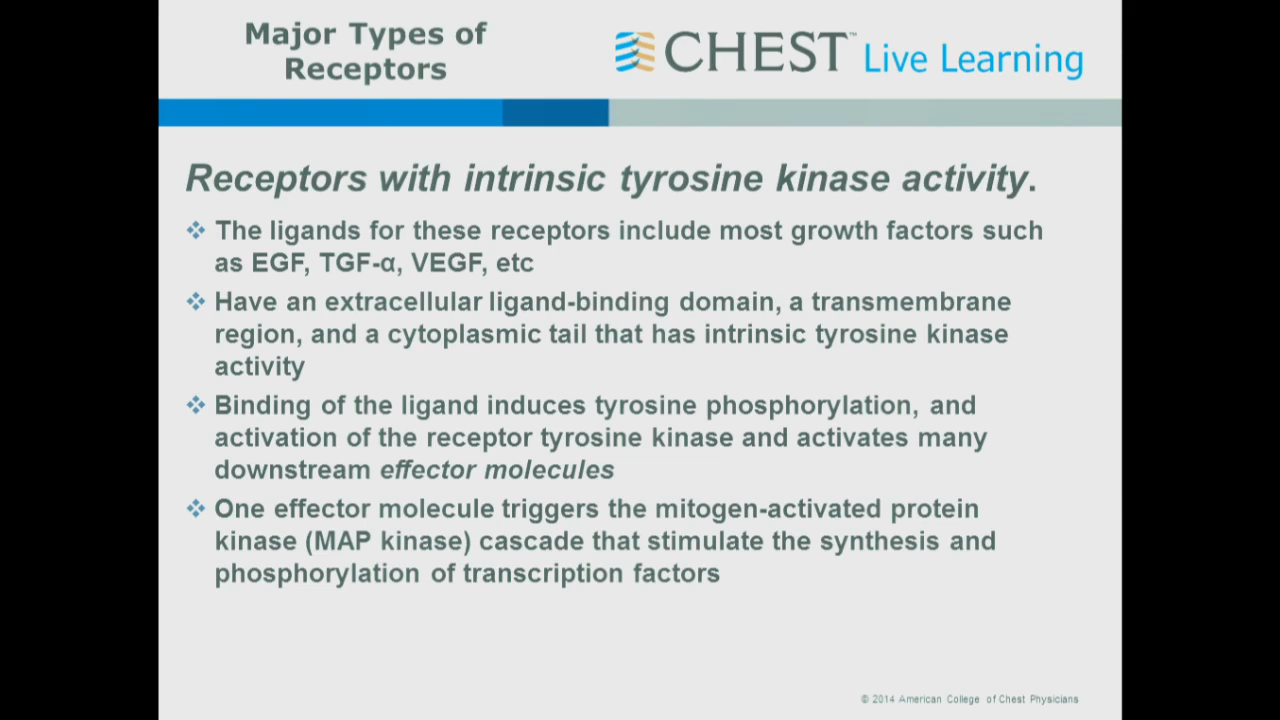 Major Types of
Receptors
CHEST™ Live Learning
Receptors with intrinsic tyrosine kinase activity.
❖ The ligands for these receptors include most growth factors such
as EGF, TGF-α, VEGF, etc
❖ Have an extracellular ligand-binding domain, a transmembrane
region, and a cytoplasmic tail that has intrinsic tyrosine kinase
activity
❖ Binding of the ligand induces tyrosine phosphorylation, and
activation of the receptor tyrosine kinase and activates many
downstream effector molecules
❖ One effector molecule triggers the mitogen-activated protein
kinase (MAP kinase) cascade that stimulate the synthesis and
phosphorylation of transcription factors
© 2014 American College of Chest Physicians